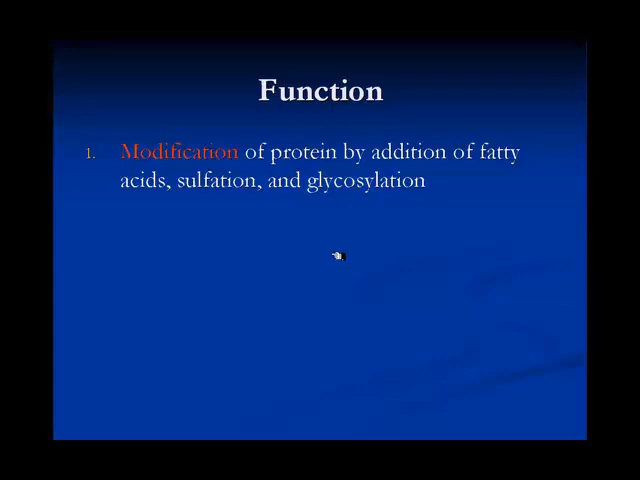 Function
1. Modification of protein by addition of fatty
acids, sulfation, and glycosylation